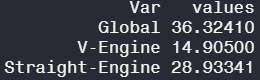 Var values
Global 36.32410
V-Engine 14.90500
Straight-Engine 28.93341